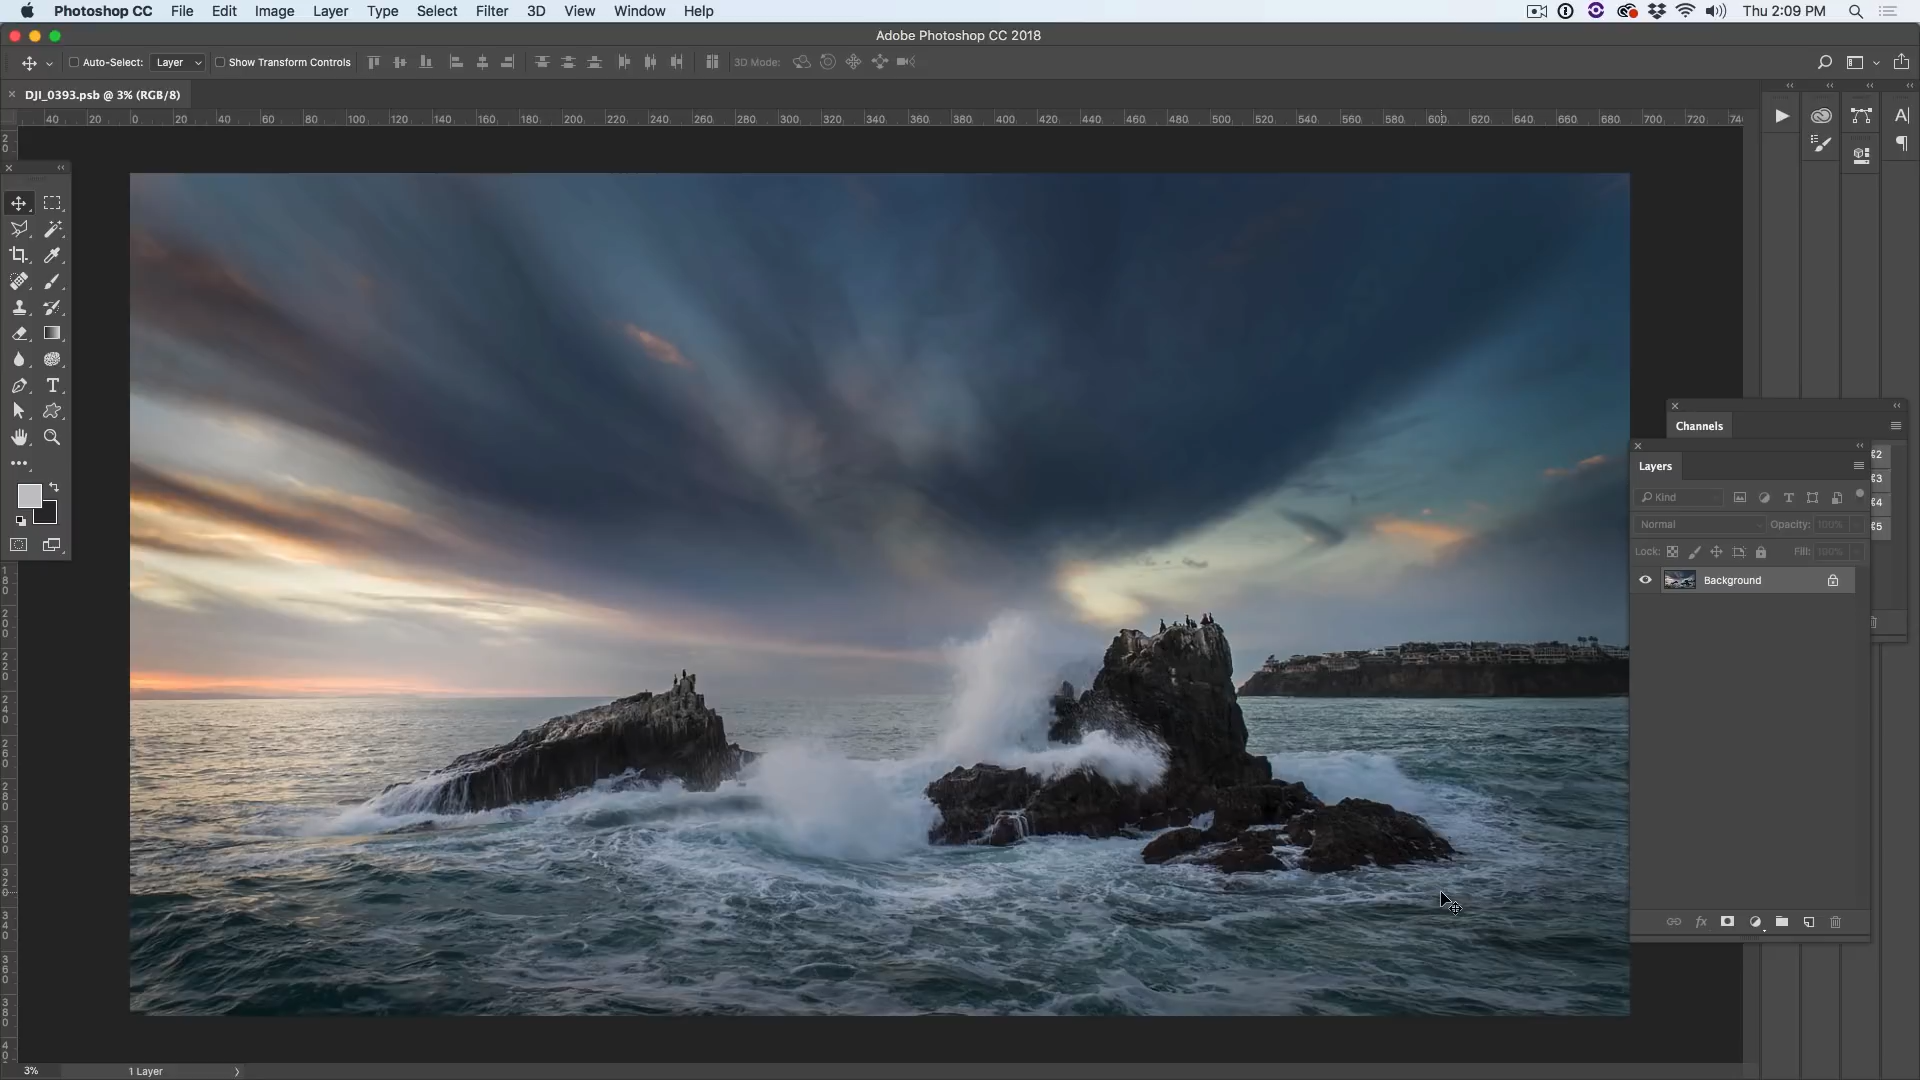 Photoshop CC File Edit Image Layer Type Select Filter 3D View Window Help Thu 2:09 PM
Adobe Photoshop CC 2018
Auto-Select: Layer Show Transform Controls 3D Mode:
DJI_0393.psb @ 3% (RGB/8)
40 20 0 20 40 60 80 100 120 140 160 180 200 220 240 260 280 300 320 340 360 380 400 420 440 460 480 500 520 540 560 580 600 620 640 660 680 700 720
Channels
Layers
Kind
Normal Opacity: 100%
Lock: Fill: 100%
Background
3% 1 Layer